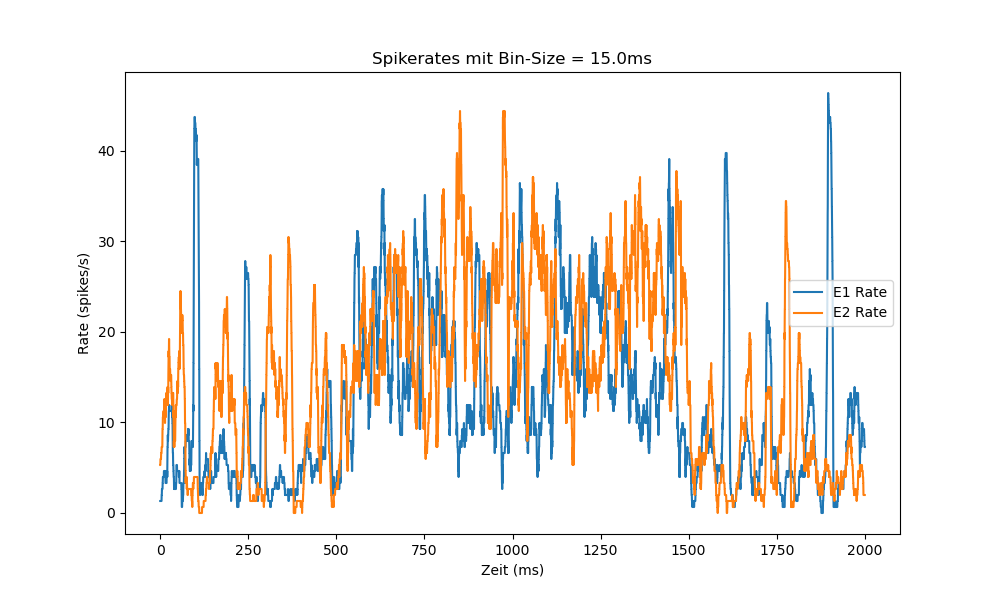 Spikerates mit Bin-Size = 15.0ms
Rate (spikes/s)
40
30
20
10
0
E1 Rate
E2 Rate
0 250 500 750 1000 1250 1500 1750 2000
Zeit (ms)